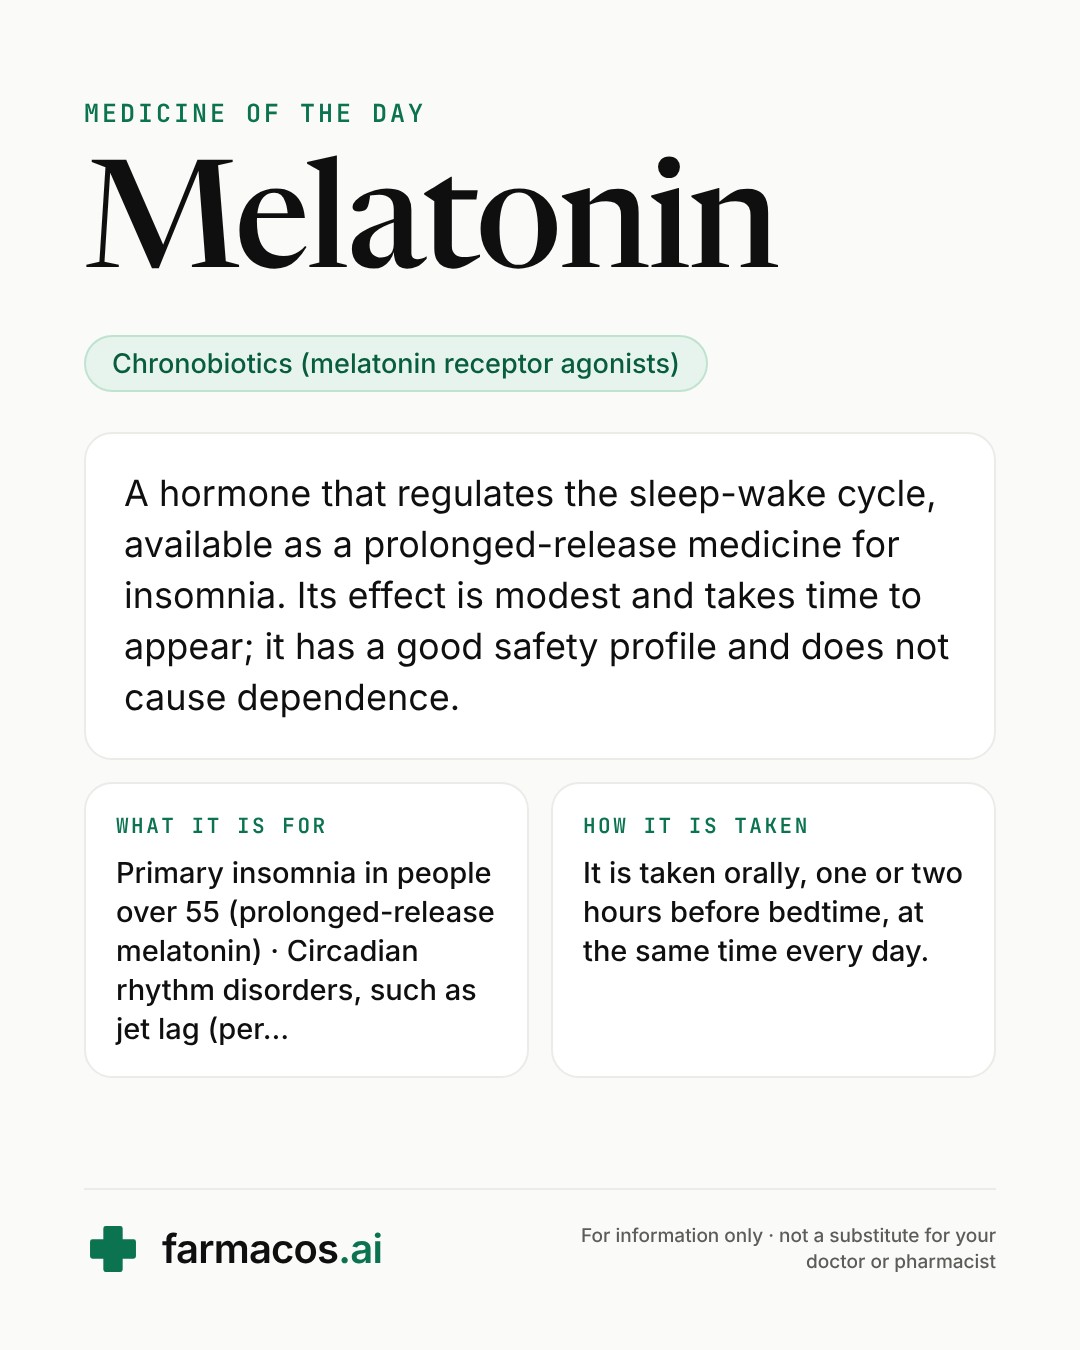 MEDICINE OF THE DAY
Melatonin
Chronobiotics (melatonin receptor agonists)
A hormone that regulates the sleep-wake cycle,
available as a prolonged-release medicine for
insomnia. Its effect is modest and takes time to
appear; it has a good safety profile and does not
cause dependence.
WHAT IT IS FOR
Primary insomnia in people
over 55 (prolonged-release
melatonin) · Circadian
rhythm disorders, such as
jet lag (per...
HOW IT IS TAKEN
It is taken orally, one or two
hours before bedtime, at
the same time every day.
farmacos.ai
For information only · not a substitute for your
doctor or pharmacist